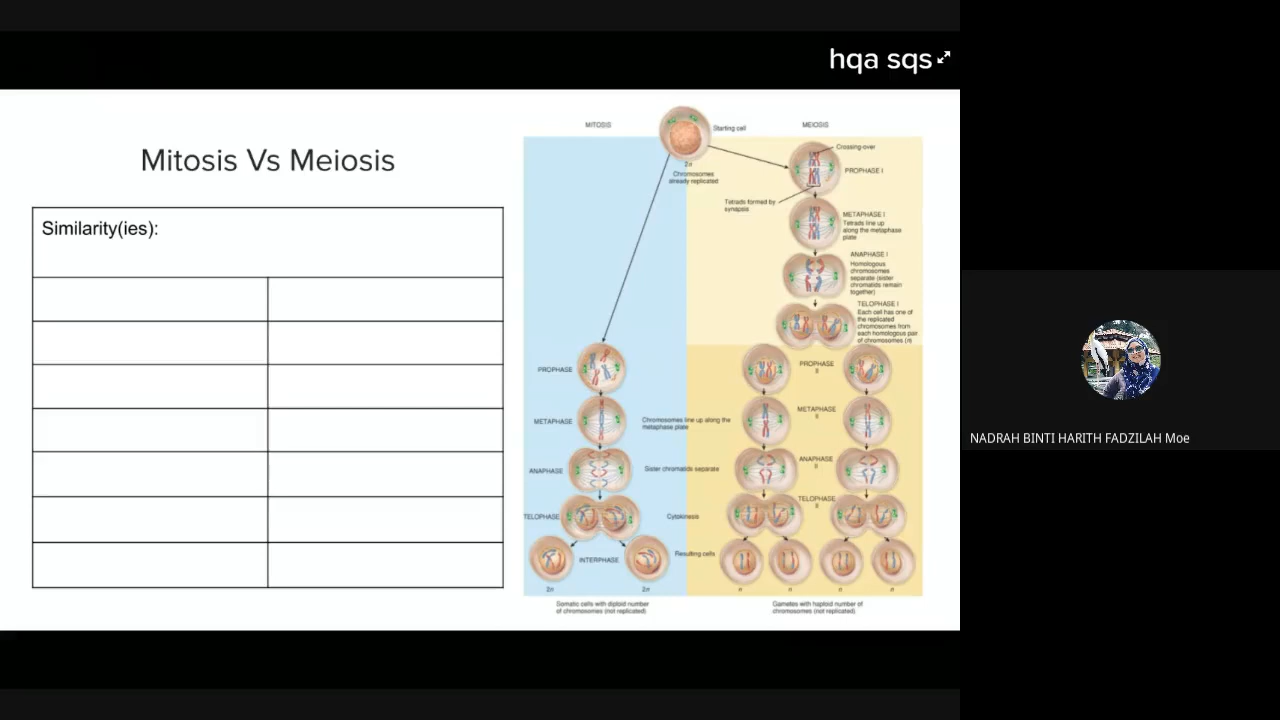 hqa sqs
Mitosis Vs Meiosis
Similarity(ies):
MITOSIS
MEIOSIS
Starting cell
2n
Chromosomes
already replicated
Crossing-over
PROPHASE I
Tetrads formed by
synapsis
METAPHASE I
Tetrads line up
along the metaphase
plate
ANAPHASE I
Homologous
chromosomes
separate (sister
chromatids remain
together)
TELOPHASE I
Each cell has one of
the replicated
chromosomes from
each homologous pair
of chromosomes (n)
PROPHASE
PROPHASE
II
METAPHASE
Chromosomes line up along the
metaphase plate
METAPHASE
II
ANAPHASE
Sister chromatids separate
ANAPHASE
II
TELOPHASE
Cytokinesis
TELOPHASE
II
INTERPHASE
Resulting cells
2n
2n
n
n
n
n
Somatic cells with diploid number
of chromosomes (not replicated)
Gametes with haploid number of
chromosomes (not replicated)
NADRAH BINTI HARITH FADZILAH Moe